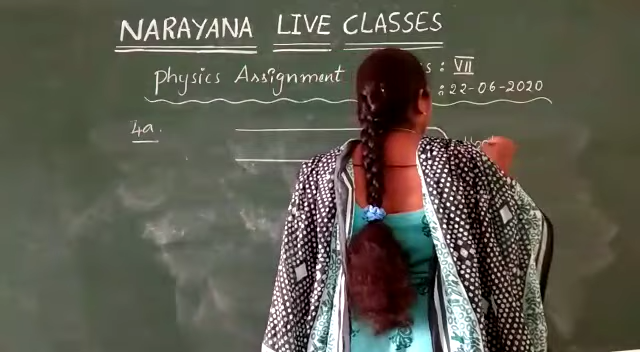 NARAYANA LIVE CLASSES
Physics Assignment : VII
: 22-06-2020
4a.